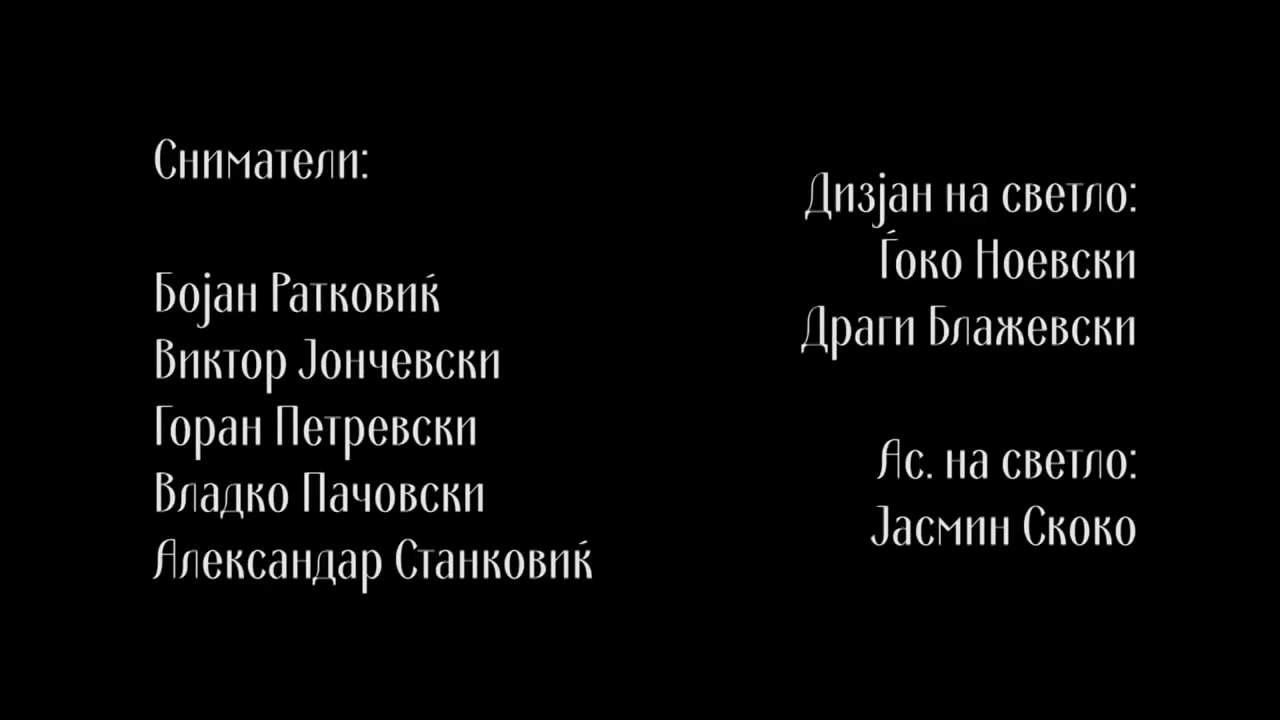 Сниматели:
Бојан Ратковиќ
Виктор Јончевски
Горан Петревски
Владко Пачовски
Александар Станковиќ
Дизјан на светло:
Ѓоко Ноевски
Драги Блажевски
Ас. на светло:
Јасмин Скоко